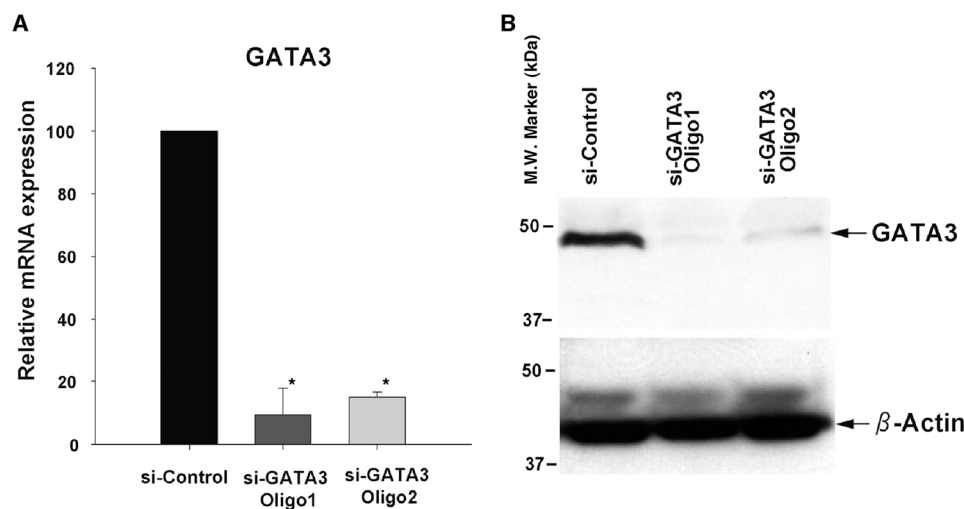 A
GATA3
Relative mRNA expression
120
100
80
60
40
20
0
*
*
si-Control
si-GATA3
Oligo1
si-GATA3
Oligo2
B
M.W. Marker (kDa)
si-Control
si-GATA3
Oligo1
si-GATA3
Oligo2
50
GATA3
37
50
β-Actin
37